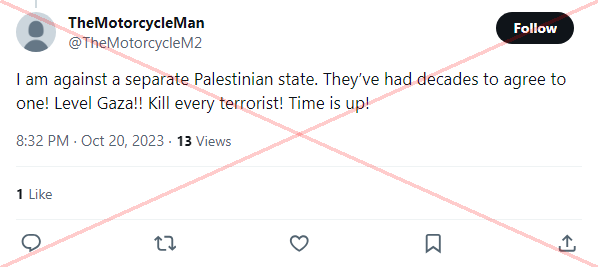 TheMotorcycleMan
@TheMotorcycleM2
Follow
I am against a separate Palestinian state. They’ve had decades to agree to
one! Level Gaza!! Kill every terrorist! Time is up!
8:32 PM · Oct 20, 2023 · 13 Views
1 Like